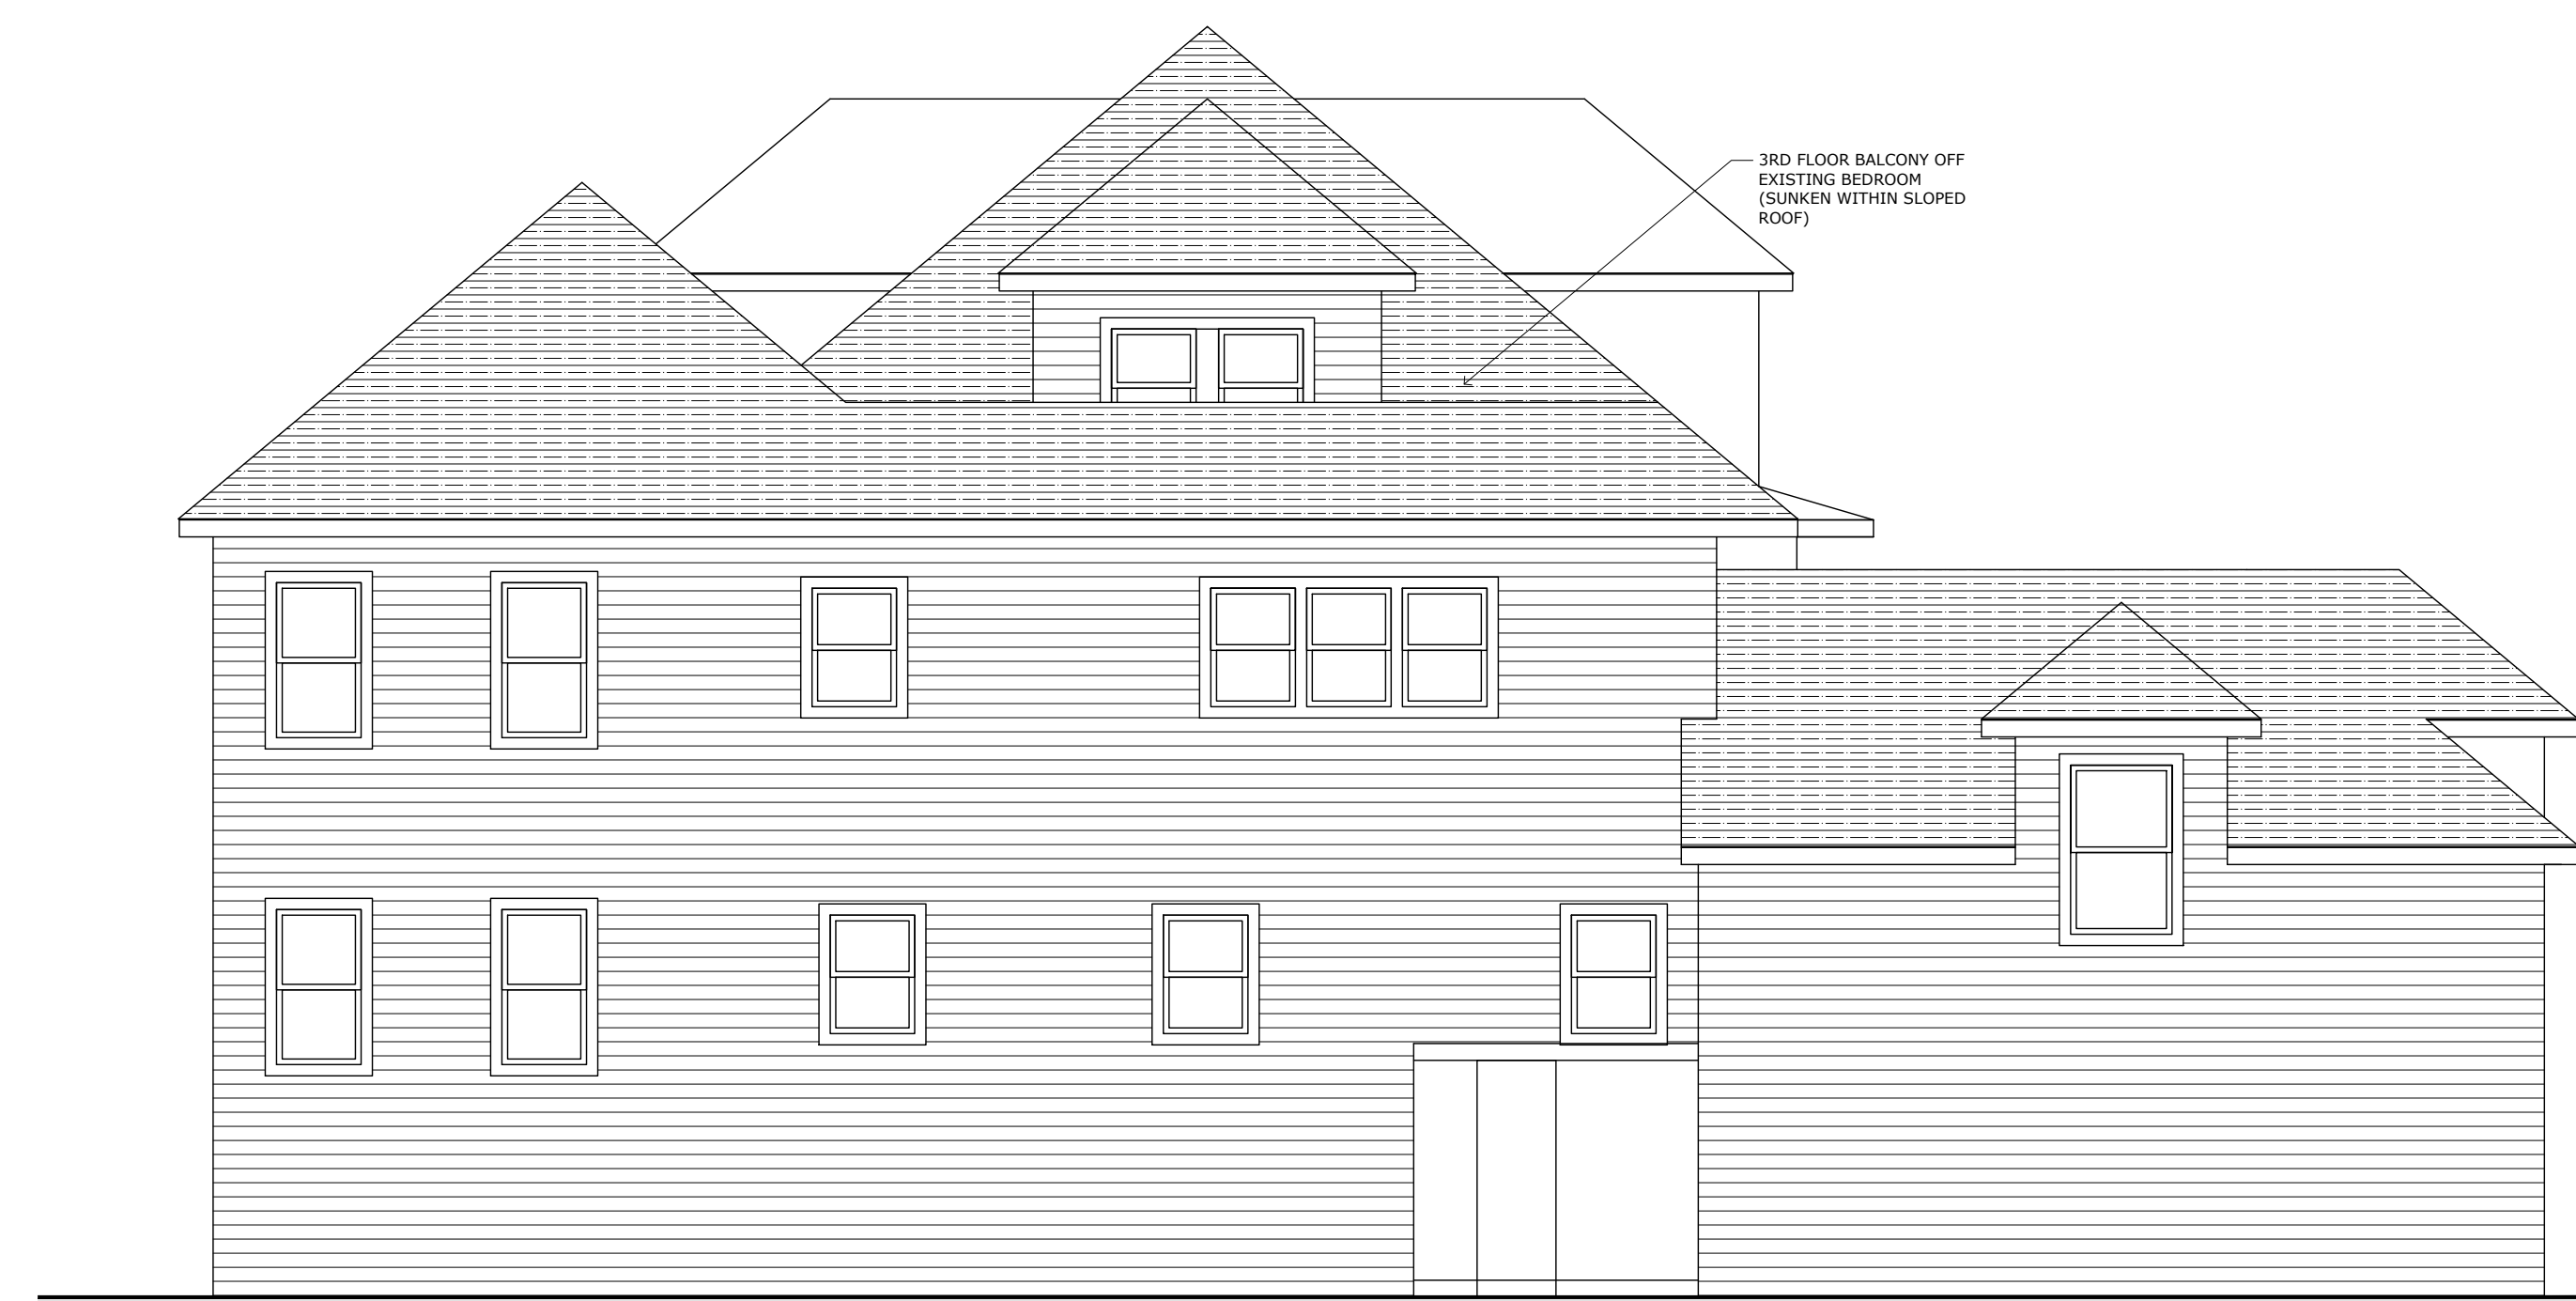 3RD FLOOR BALCONY OFF
EXISTING BEDROOM
(SUNKEN WITHIN SLOPED
ROOF)